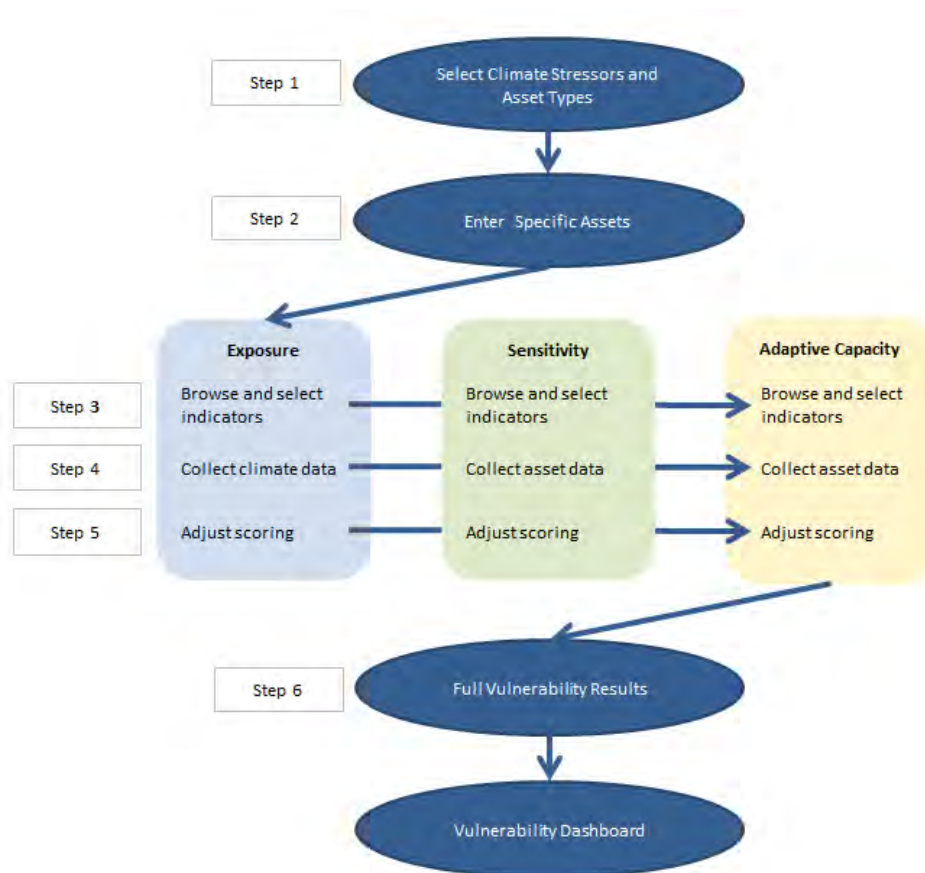 Step 1
Select Climate Stressors and
Asset Types
Step 2
Enter Specific Assets
Exposure
Sensitivity
Adaptive Capacity
Step 3
Browse and select
indicators
Browse and select
indicators
Browse and select
indicators
Step 4
Collect climate data
Collect asset data
Collect asset data
Step 5
Adjust scoring
Adjust scoring
Adjust scoring
Step 6
Full Vulnerability Results
Vulnerability Dashboard